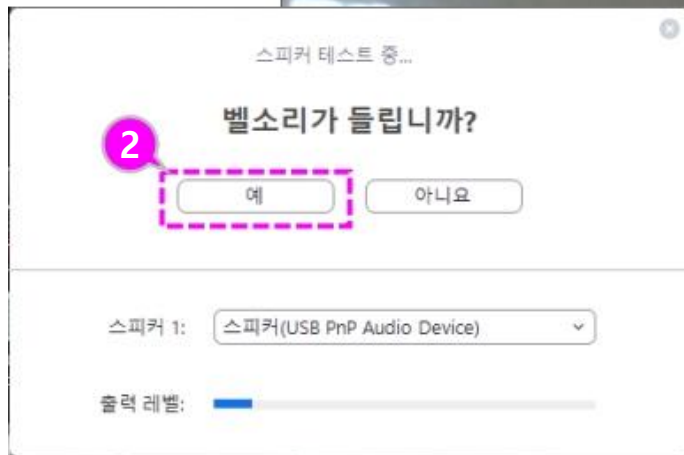 스피커 테스트 중...
벨소리가 들립니까?
2
예
아니요
스피커 1: 스피커(USB PnP Audio Device)
출력 레벨: